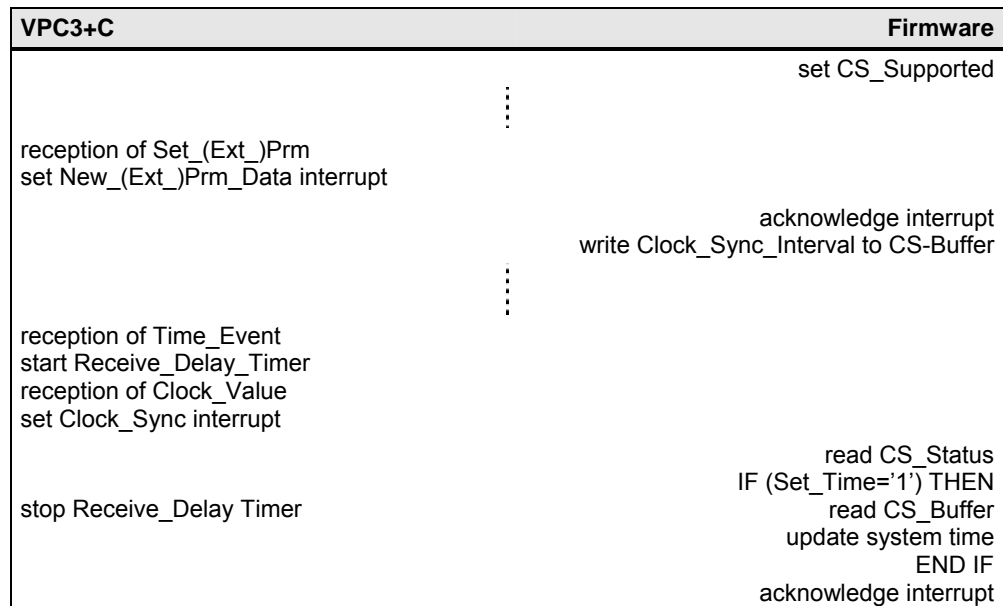 VPC3+C Firmware
set CS_Supported
reception of Set_(Ext_)Prm
set New_(Ext_)Prm_Data interrupt
acknowledge interrupt
write Clock_Sync_Interval to CS-Buffer
reception of Time_Event
start Receive_Delay_Timer
reception of Clock_Value
set Clock_Sync interrupt
read CS_Status
IF (Set_Time='1') THEN
stop Receive_Delay Timer read CS_Buffer
update system time
END IF
acknowledge interrupt